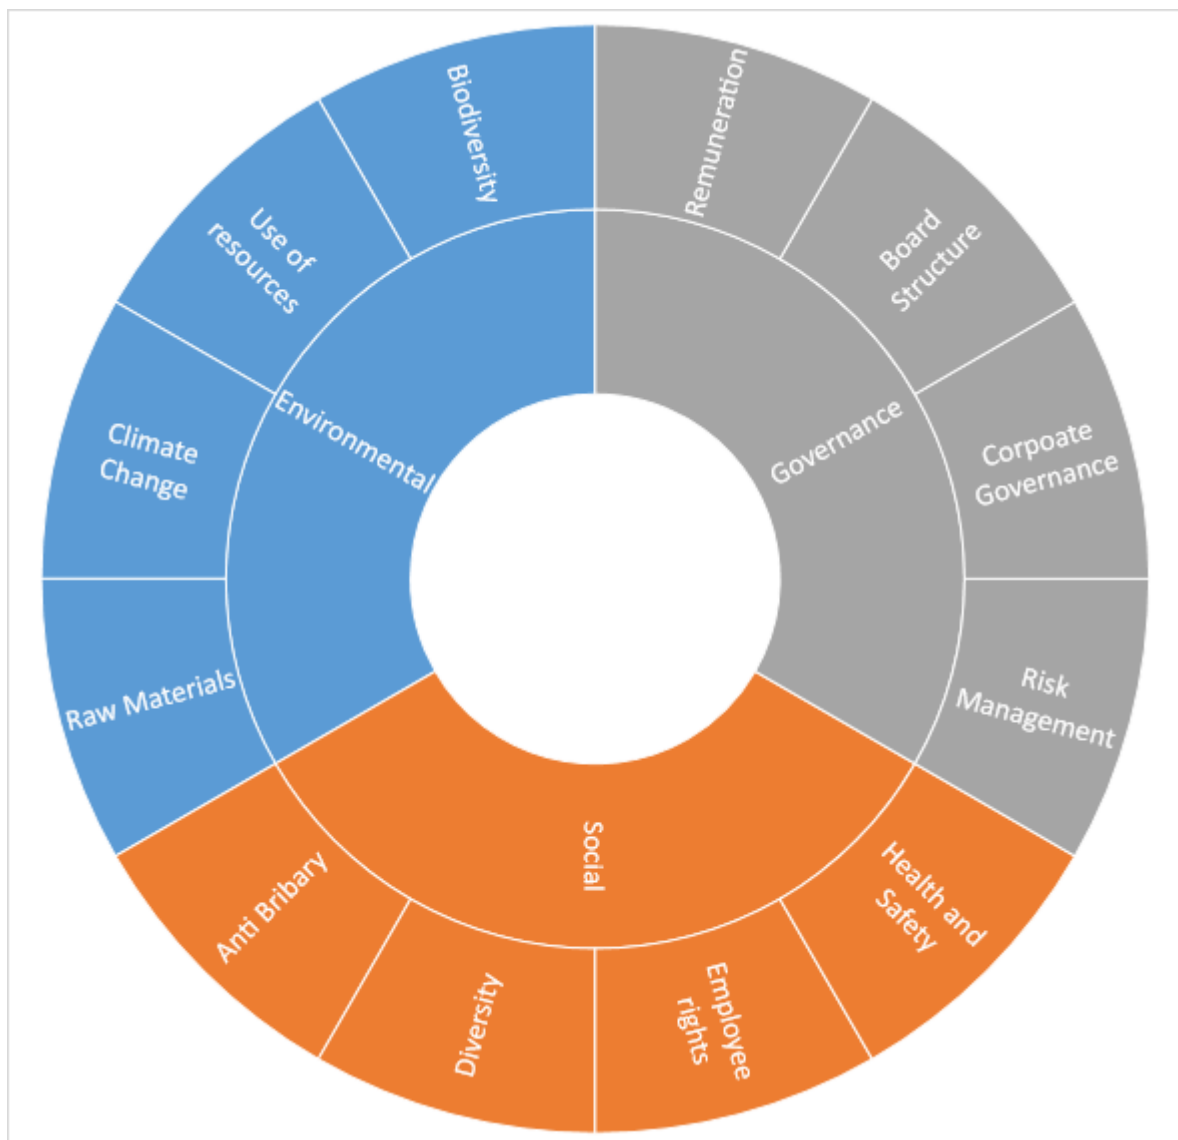 Biodiversity
Remuneration
Use of
resources
Board
Structure
Environmental
Governance
Climate
Change
Corpoate
Governance
Raw Materials
Risk
Management
Social
Anti Bribary
Health and
Safety
Diversity
Employee
rights